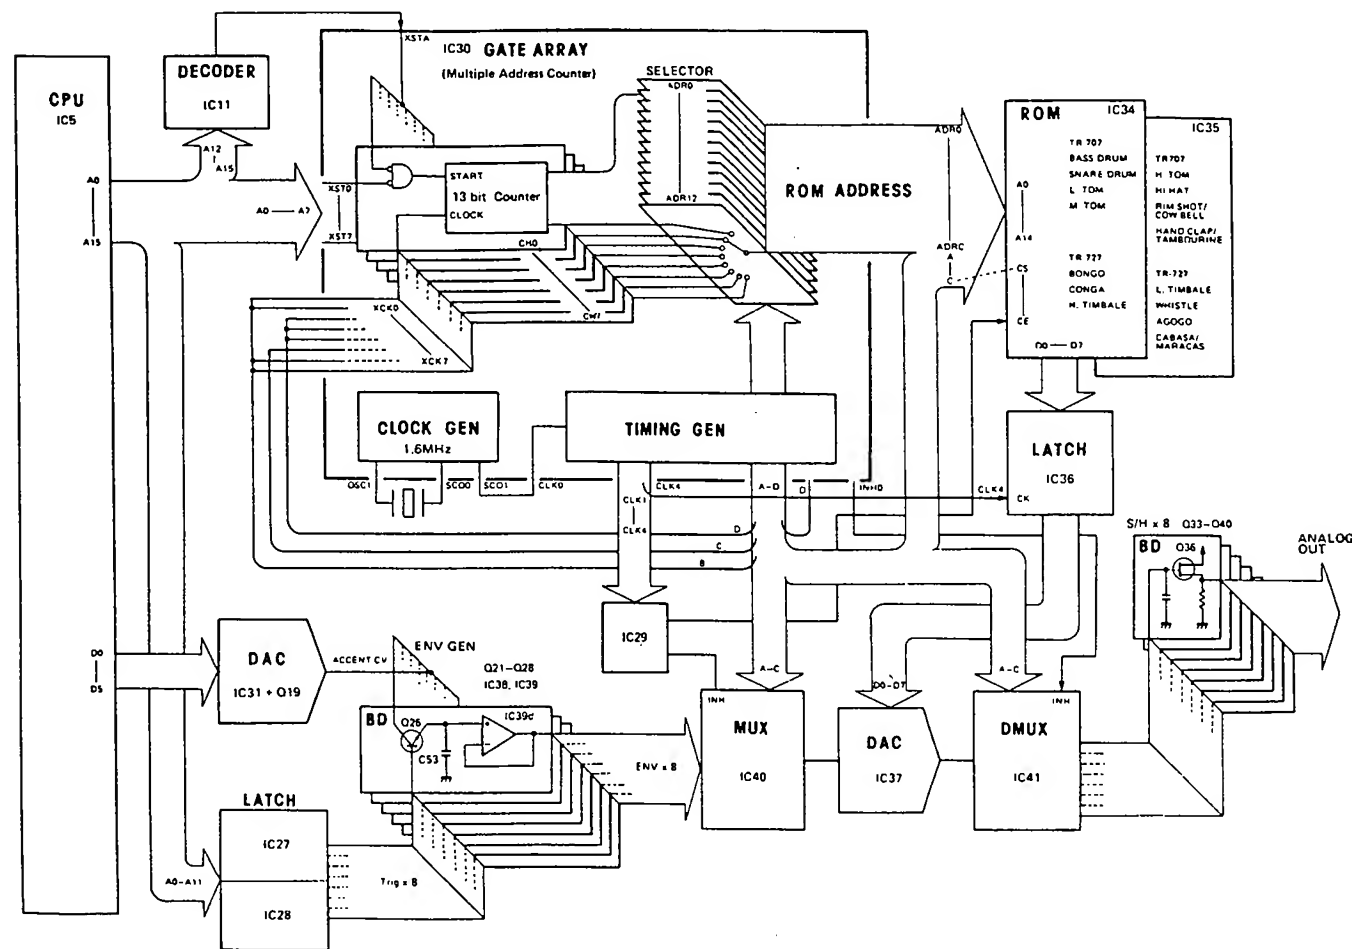 CPU
IC5
A0
A15
D0
D5
DECODER
IC11
A12
A15
A0 — A7
XSTA
IC30 GATE ARRAY
(Multiple Address Counter)
XST0
XST7
START
13 bit Counter
CLOCK
CH0
XCK0
XCK7
SELECTOR
ADR0
ADR12
ROM ADDRESS
ADR0
ADRC
A
C
ROM
IC34
A0
A14
CS
CE
D0 — D7
TR 707
BASS DRUM
SNARE DRUM
L TOM
M TOM
TR 727
BONGO
CONGA
H. TIMBALE
IC35
TR707
H TOM
HI HAT
RIM SHOT/
COW BELL
HAND CLAP/
TAMBOURINE
TR-727
L. TIMBALE
WHISTLE
AGOGO
CABASA/
MARACAS
CLOCK GEN
1.6MHz
TIMING GEN
OSC1
SCO0
SCO1
CLK0
CLK4
CLK1
CLK4
A-D
D
INH0
D
C
B
LATCH
IC36
CLK4
CK
IC29
DAC
IC31 + Q19
ACCENT CV
ENV GEN
Q21-Q28
IC38, IC39
BD
Q26
C53
IC39d
ENV x 8
LATCH
IC27
IC28
A0-A11
Trig x 8
A-C
INH
MUX
IC40
D0-D7
DAC
IC37
A-C
INH
DMUX
IC41
S/H x 8 Q33-Q40
BD
Q36
ANALOG
OUT